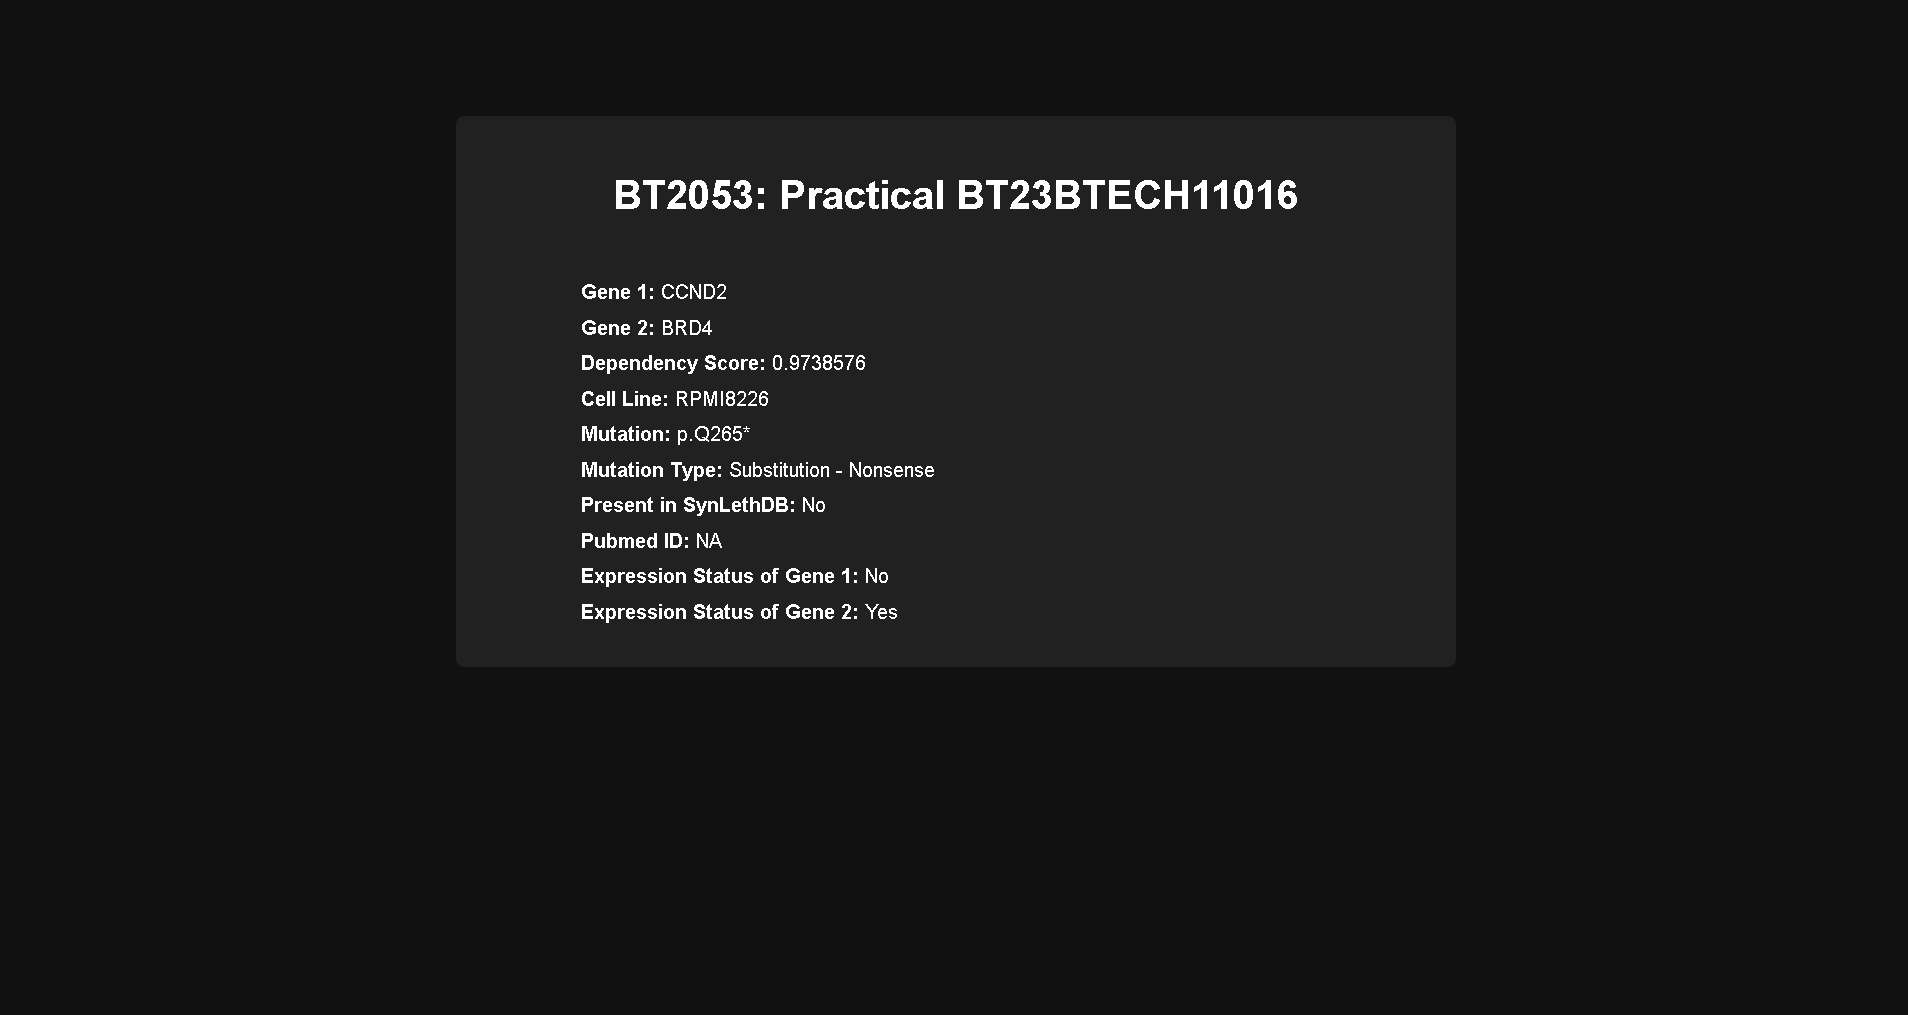 BT2053: Practical BT23BTECH11016
Gene 1: CCND2
Gene 2: BRD4
Dependency Score: 0.9738576
Cell Line: RPMI8226
Mutation: p.Q265*
Mutation Type: Substitution - Nonsense
Present in SynLethDB: No
Pubmed ID: NA
Expression Status of Gene 1: No
Expression Status of Gene 2: Yes